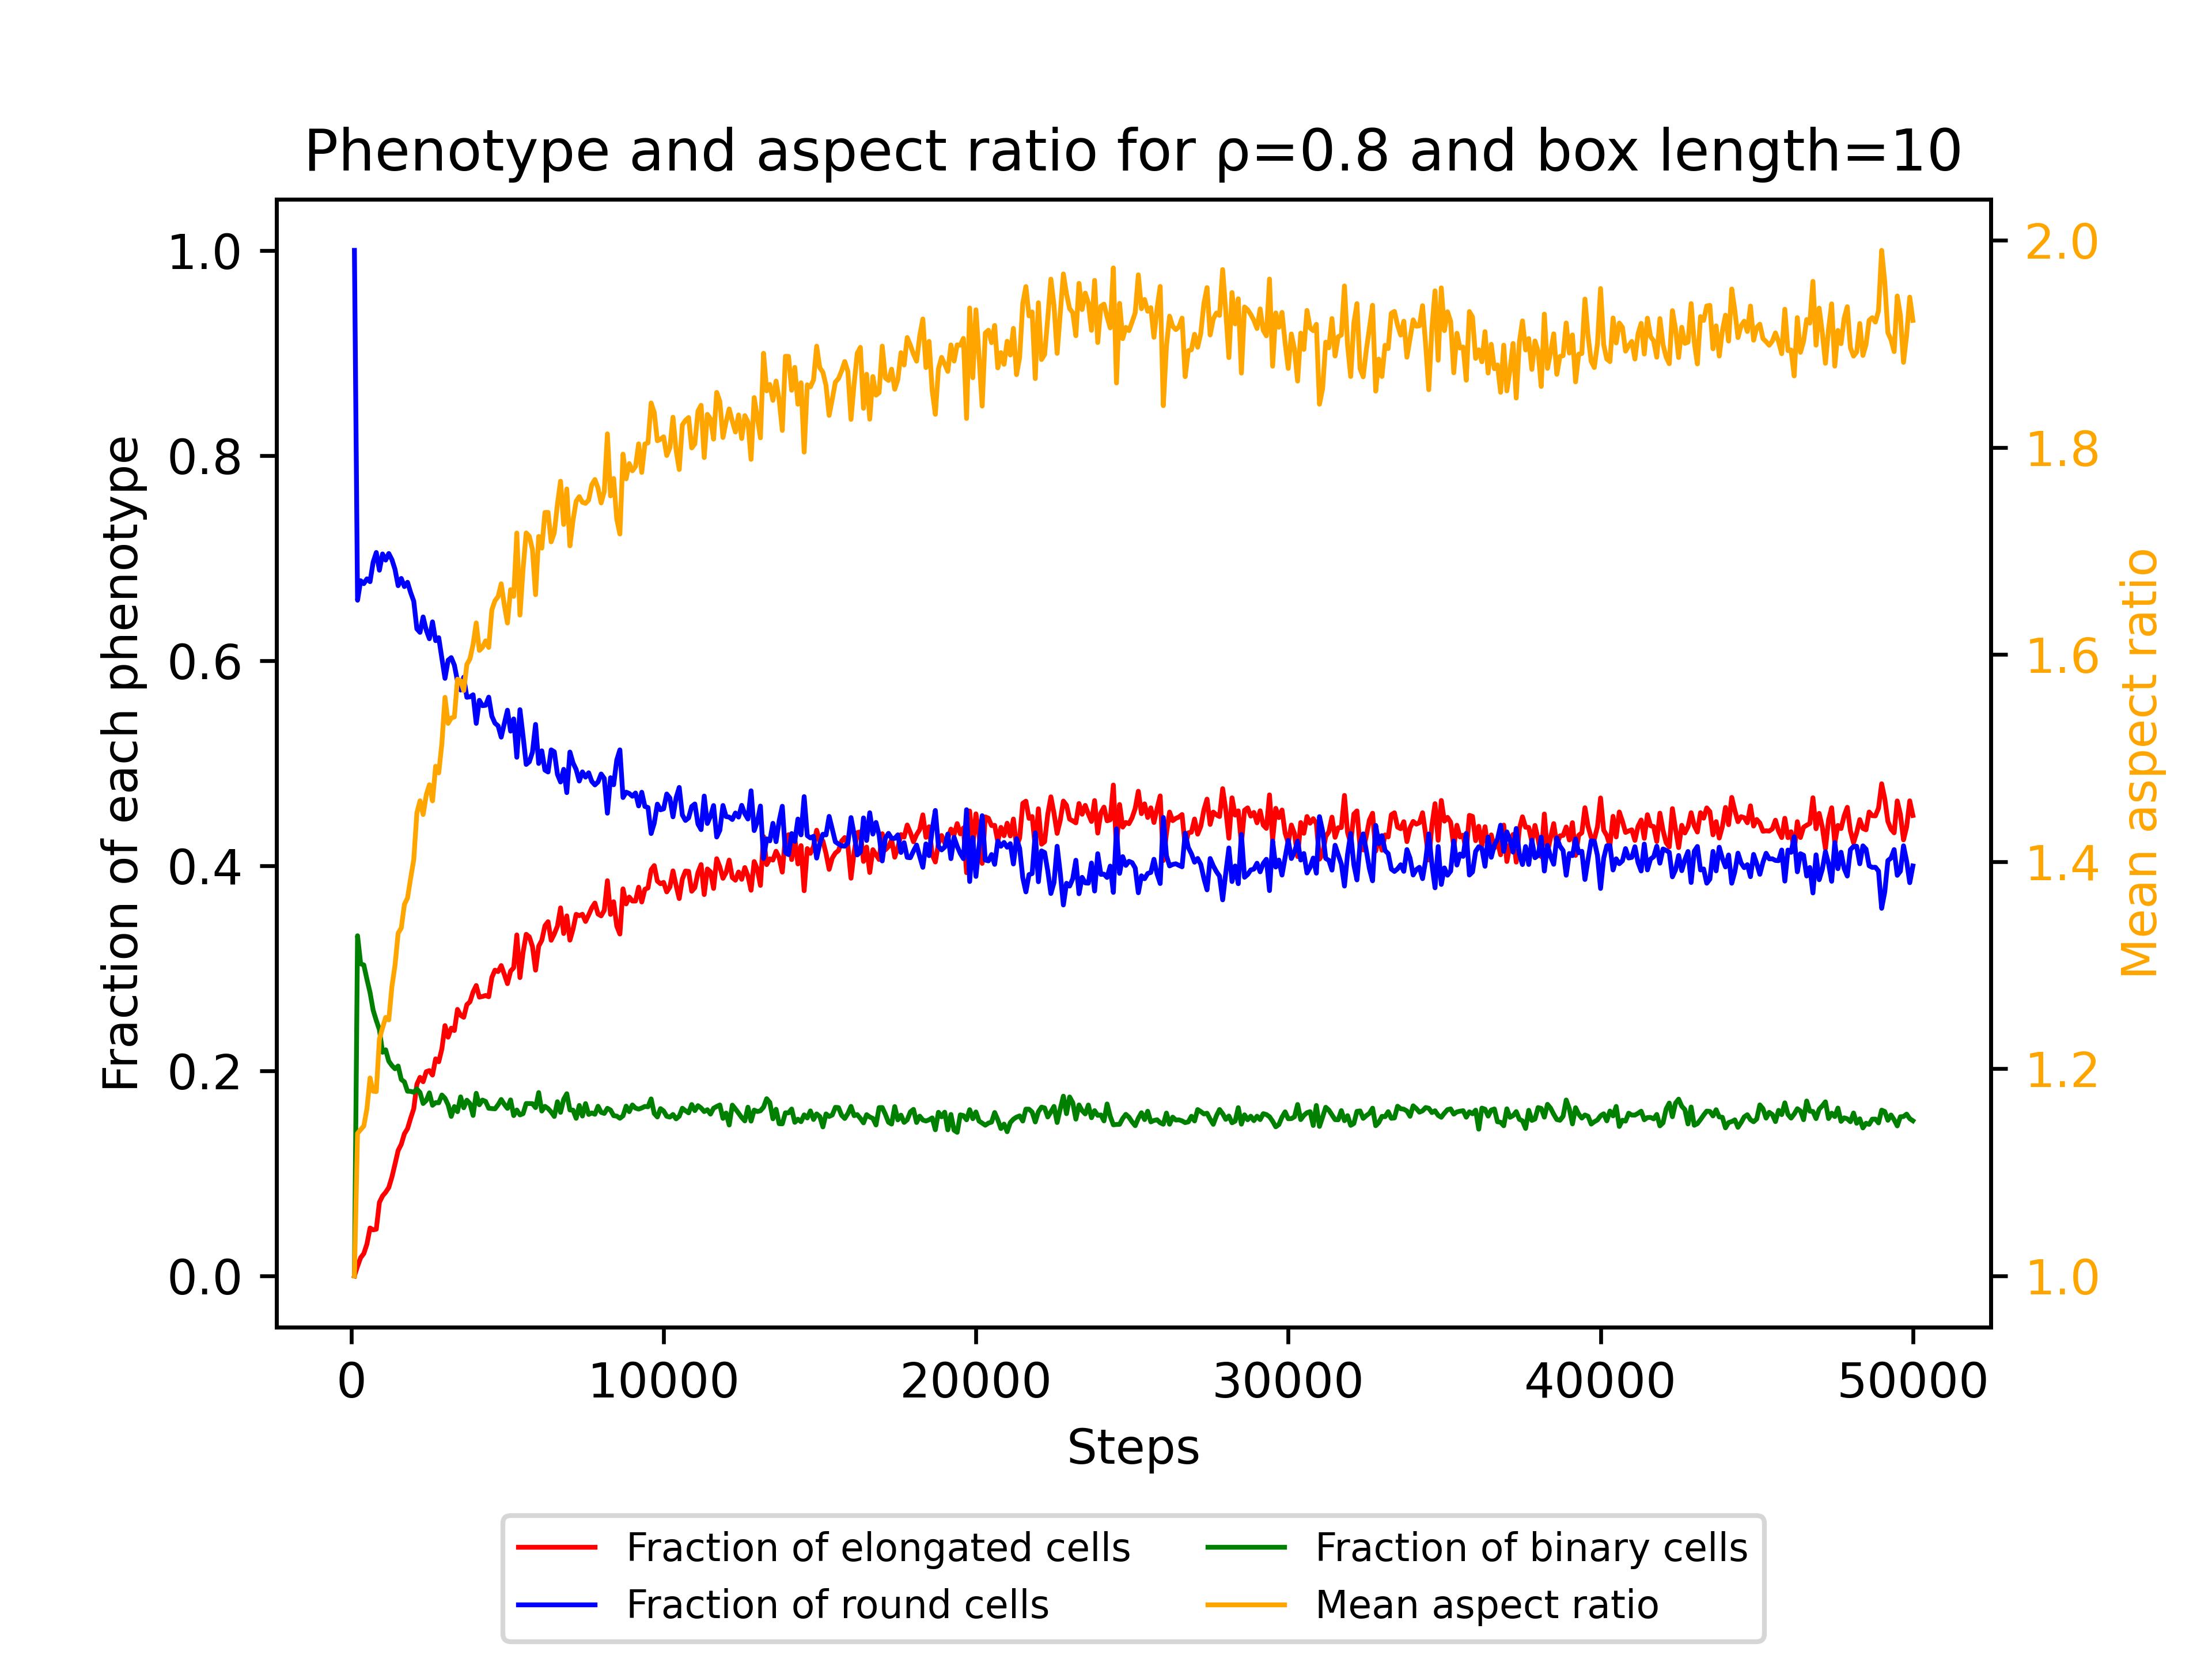 Phenotype and aspect ratio for ρ=0.8 and box length=10
Fraction of each phenotype
1.0
0.8
0.6
0.4
0.2
0.0
2.0
1.8
1.6
1.4
1.2
1.0
Mean aspect ratio
0 10000 20000 30000 40000 50000
Steps
Fraction of elongated cells
Fraction of round cells
Fraction of binary cells
Mean aspect ratio